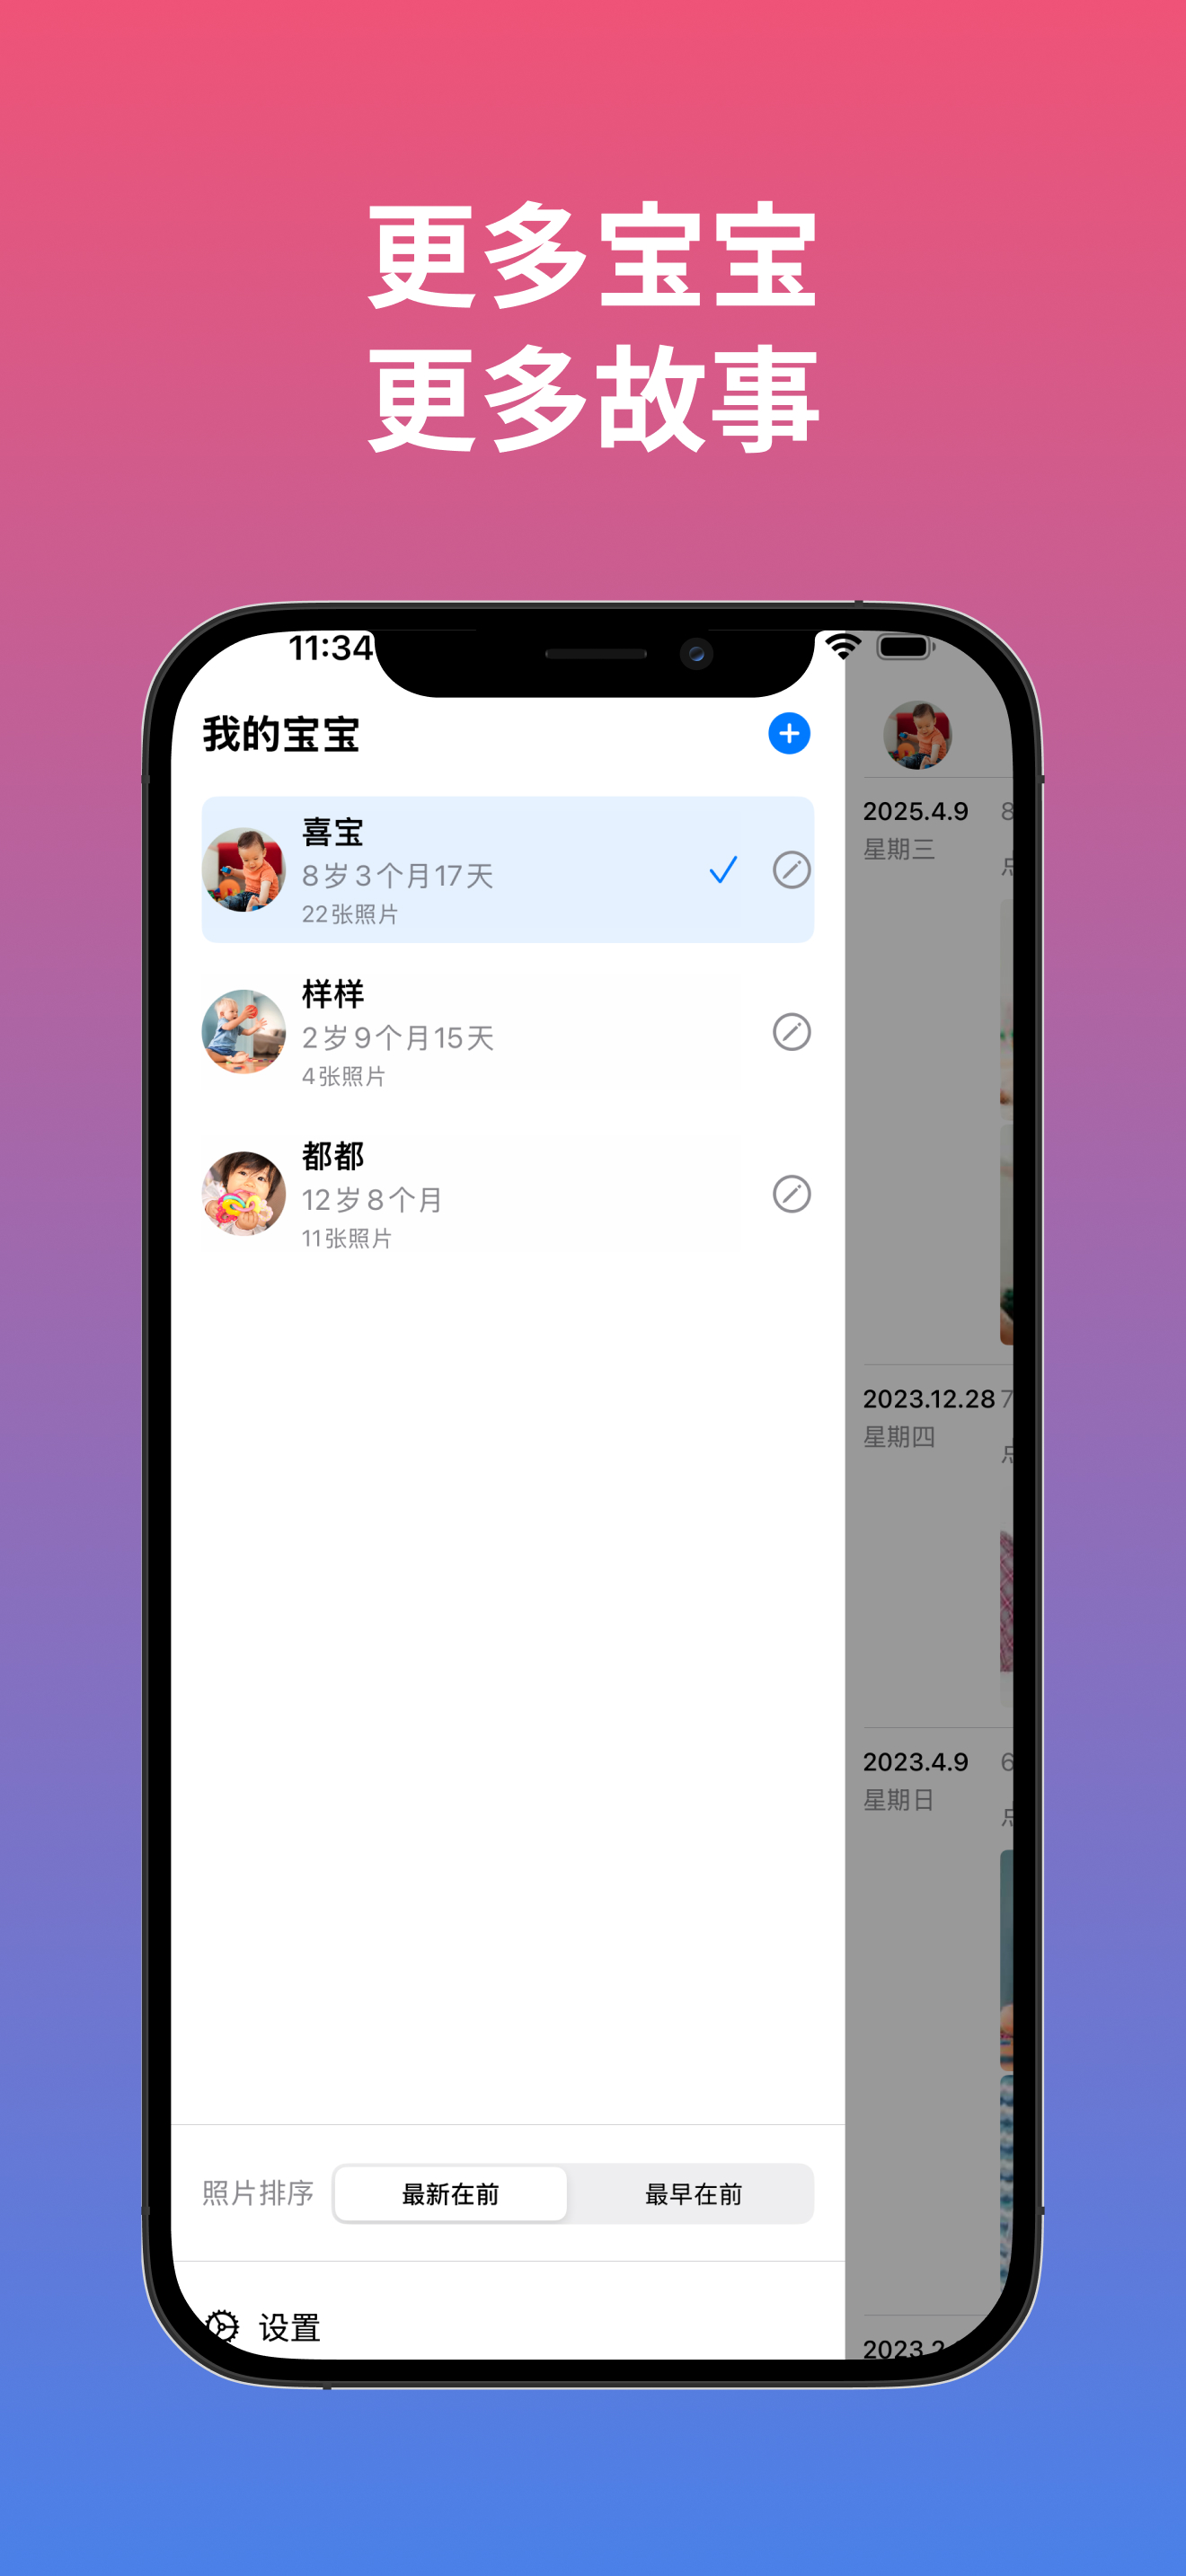 更多宝宝
更多故事
11:34
我的宝宝
喜宝
8岁3个月17天
22张照片
样样
2岁9个月15天
4张照片
都都
12岁8个月
11张照片
2025.4.9 8
星期三
2023.12.28 7
星期四
2023.4.9 6
星期日
2023.2
照片排序 最新在前 最早在前
设置